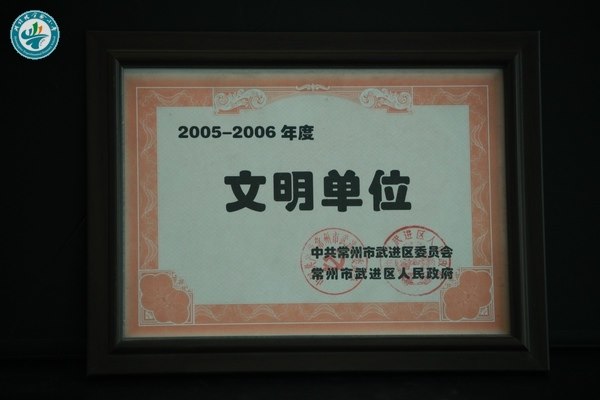 2005-2006 年度
文明单位
中共常州市武进区委员会
常州市武进区人民政府